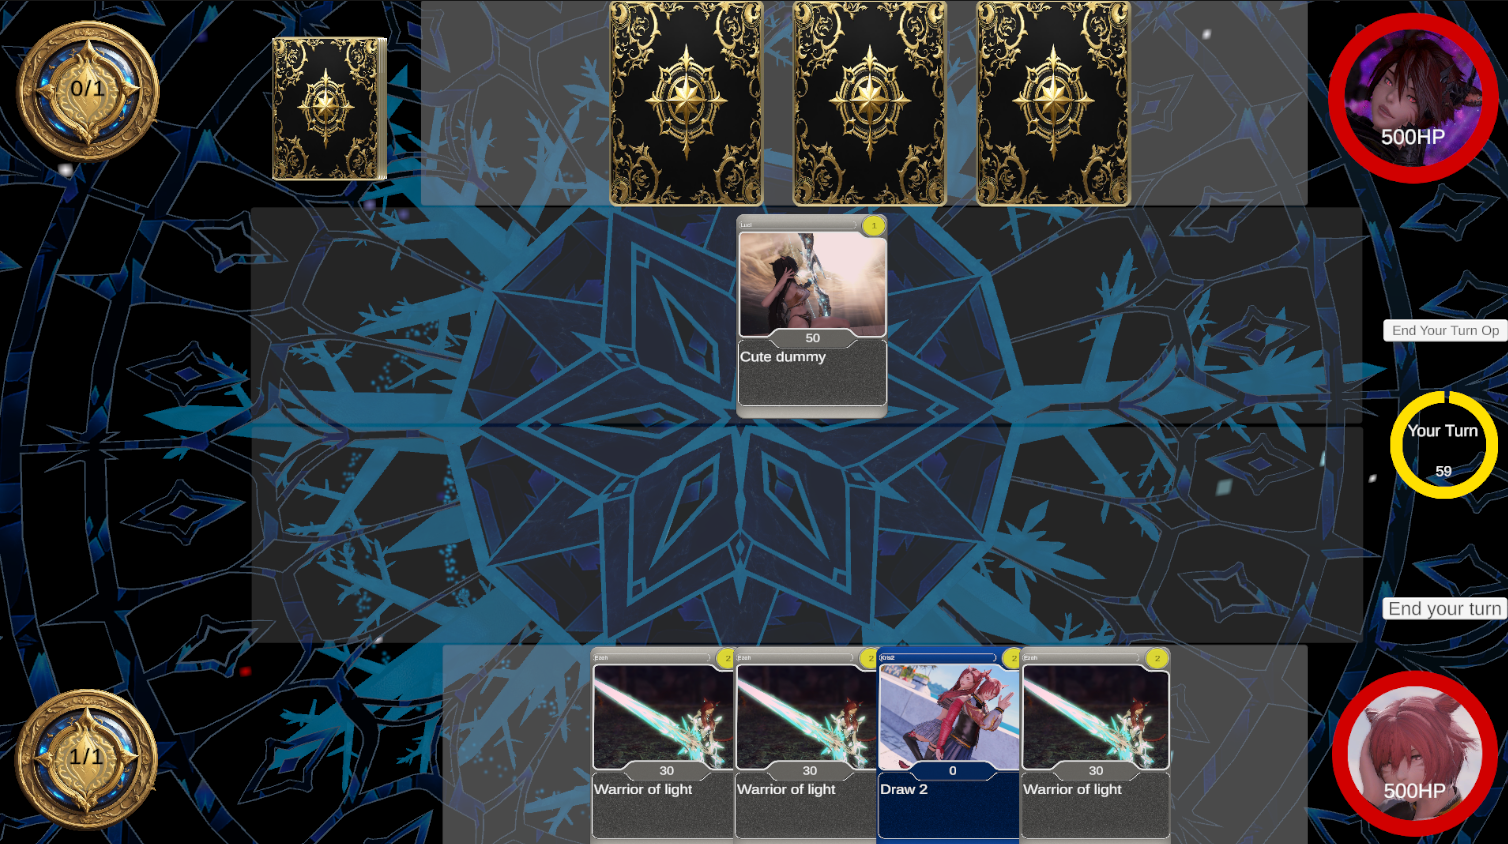 0/1
500HP
Lust
1
50
Cute dummy
End Your Turn Op
Your Turn
59
End your turn
2
2
2
2
30
30
0
30
Warrior of light
Warrior of light
Draw 2
Warrior of light
1/1
500HP